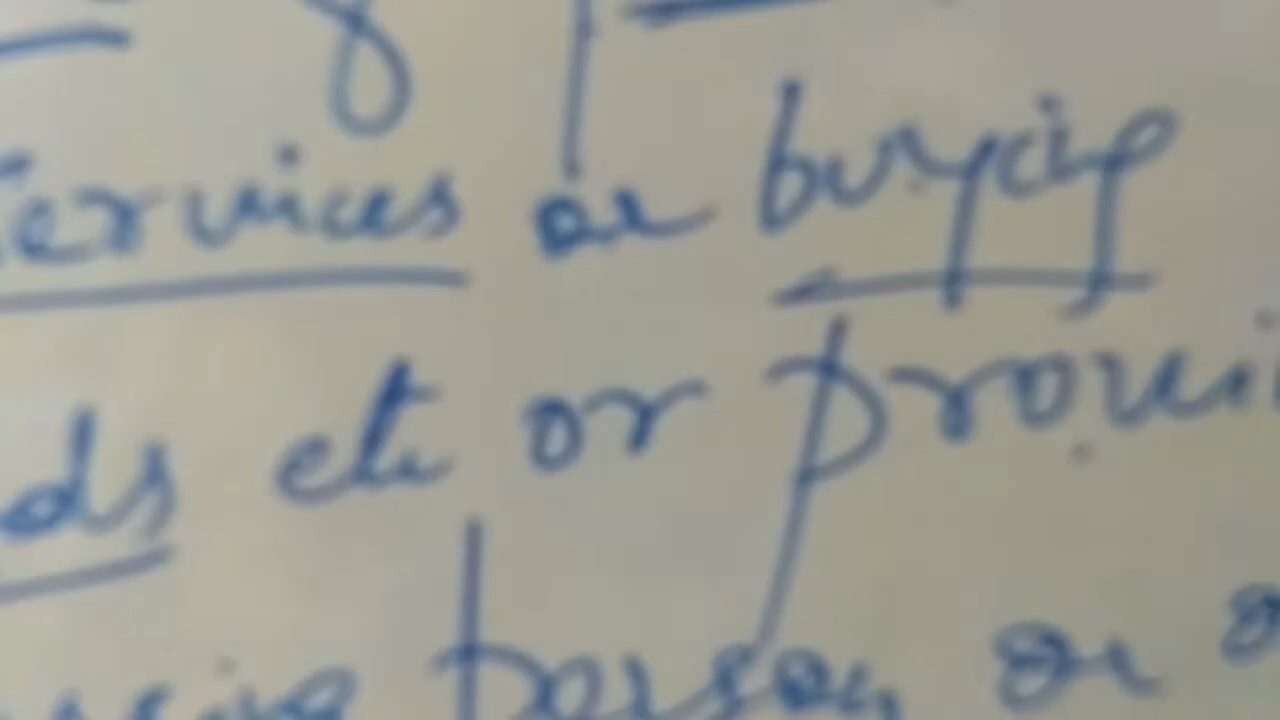 Services or buying
ds etc or provi
person or